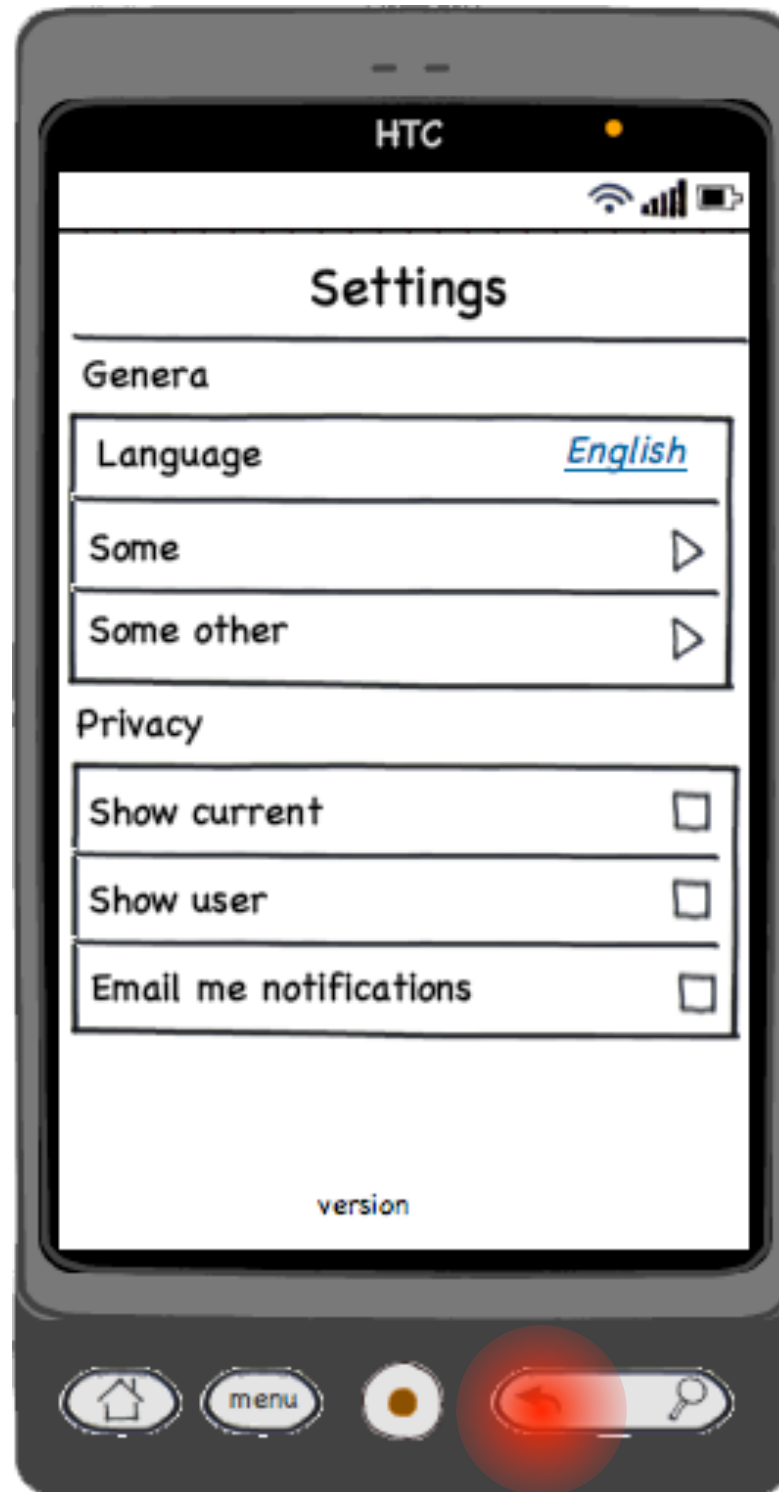 HTC
Settings
Genera
Language English
Some
Some other
Privacy
Show current
Show user
Email me notifications
version
menu